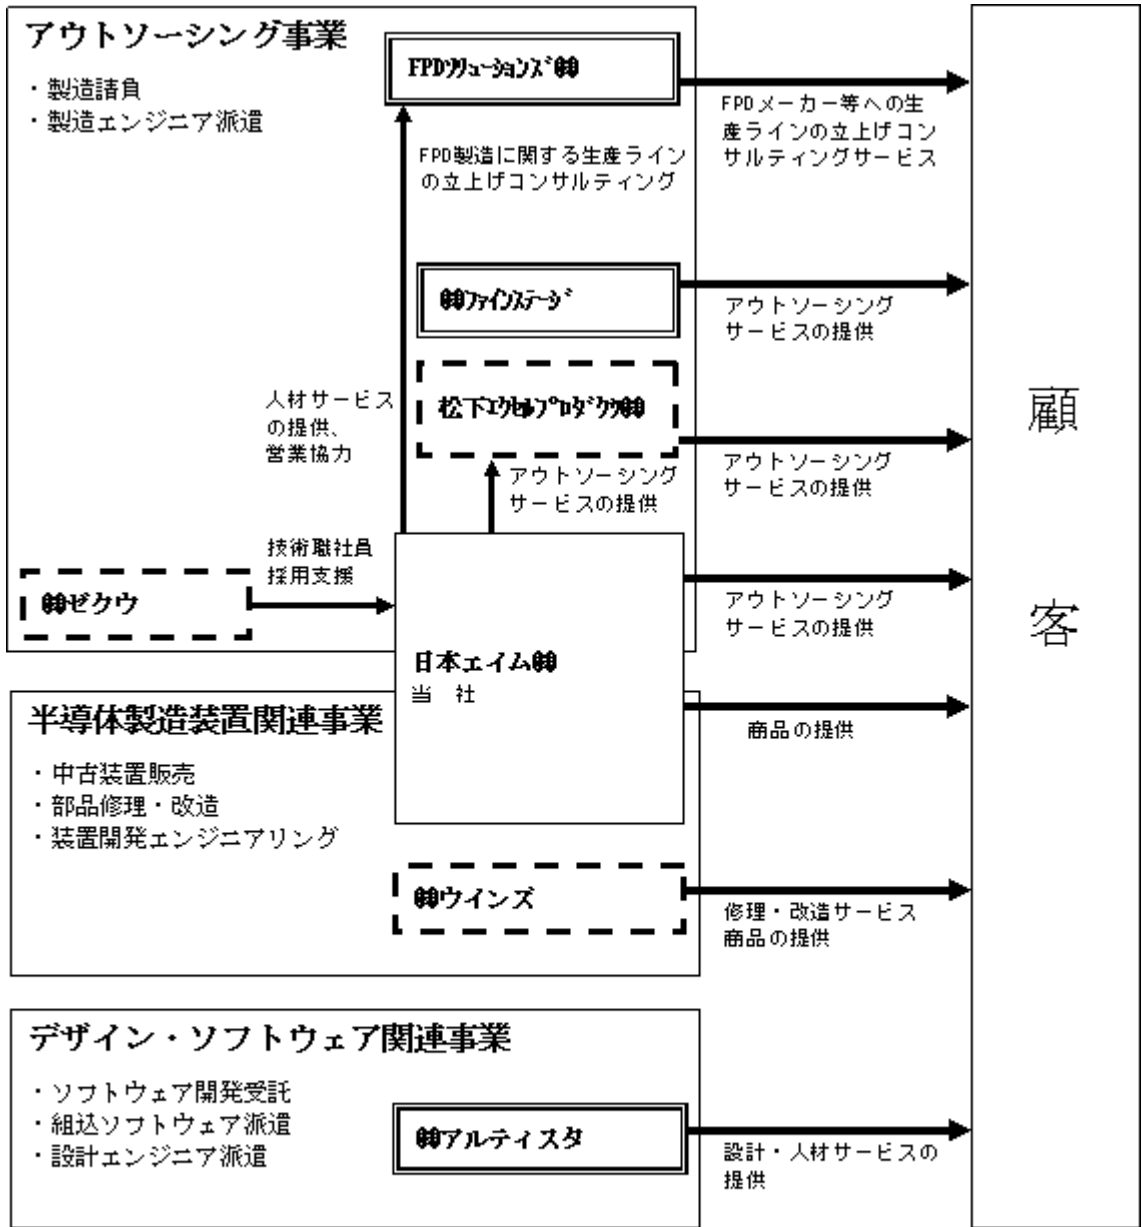 アウトソーシング事業
・製造請負
・製造エンジニア派遣
FPDｿﾘｭｰｼｮﾝｽﾞ㈱
FPDメーカー等への生
産ラインの立上げコン
サルティングサービス
FPD製造に関する生産ライン
の立上げコンサルティング
㈱ﾌｧｲﾝｽﾃｰｼﾞ
アウトソーシング
サービスの提供
松下ｴｸｾﾙﾌﾟﾛﾀﾞｸﾂ㈱
アウトソーシング
サービスの提供
人材サービス
の提供、
営業協力
アウトソーシング
サービスの提供
技術職社員
採用支援
㈱ゼクウ
アウトソーシング
サービスの提供
日本エイム㈱
当　社
商品の提供
半導体製造装置関連事業
・中古装置販売
・部品修理・改造
・装置開発エンジニアリング
㈱ウインズ
修理・改造サービス
商品の提供
デザイン・ソフトウェア関連事業
・ソフトウェア開発受託
・組込ソフトウェア派遣
・設計エンジニア派遣
㈱アルティスタ
設計・人材サービスの
提供
顧
客